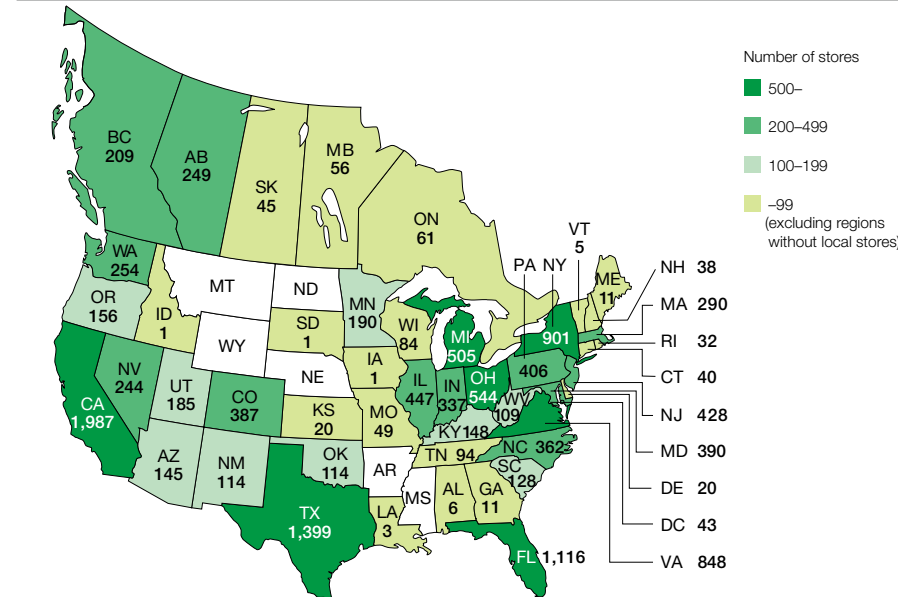 Number of stores
500–
200–499
100–199
–99
(excluding regions
without local stores)
BC
209
AB
249
SK
45
MB
56
ON
61
VT
5
PA NY
ME
11
NH 38
MA 290
RI 32
CT 40
NJ 428
MD 390
DE 20
DC 43
VA 848
WA
254
OR
156
ID
1
MT
ND
MN
190
WI
84
MI
505
901
406
SD
1
WY
NE
IA
1
IL
447
IN
337
OH
544
WV
109
CA
1,987
NV
244
UT
185
CO
387
KS
20
MO
49
KY 148
AZ
145
NM
114
OK
114
AR
TN 94
NC 362
SC
128
TX
1,399
LA
3
MS
AL
6
GA
11
FL 1,116